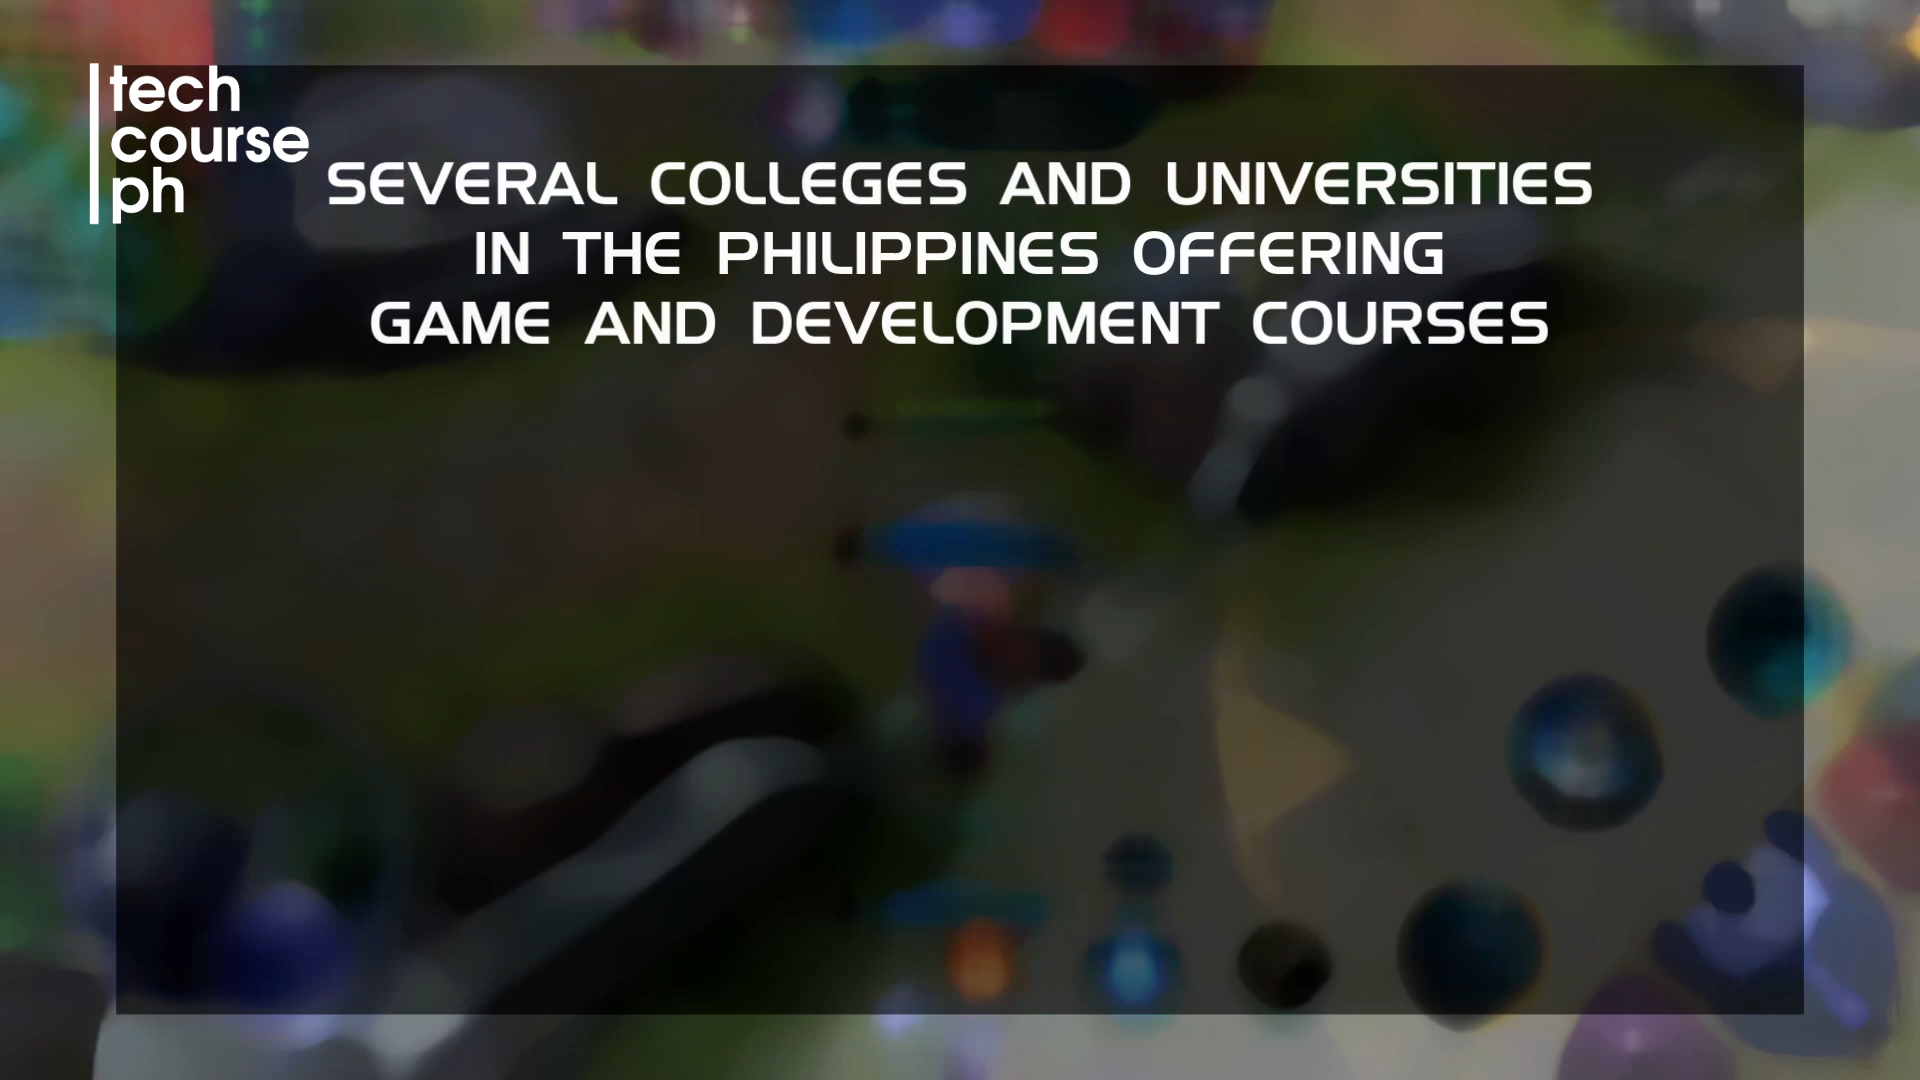 tech
course
ph
SEVERAL COLLEGES AND UNIVERSITIES
IN THE PHILIPPINES OFFERING
GAME AND DEVELOPMENT COURSES